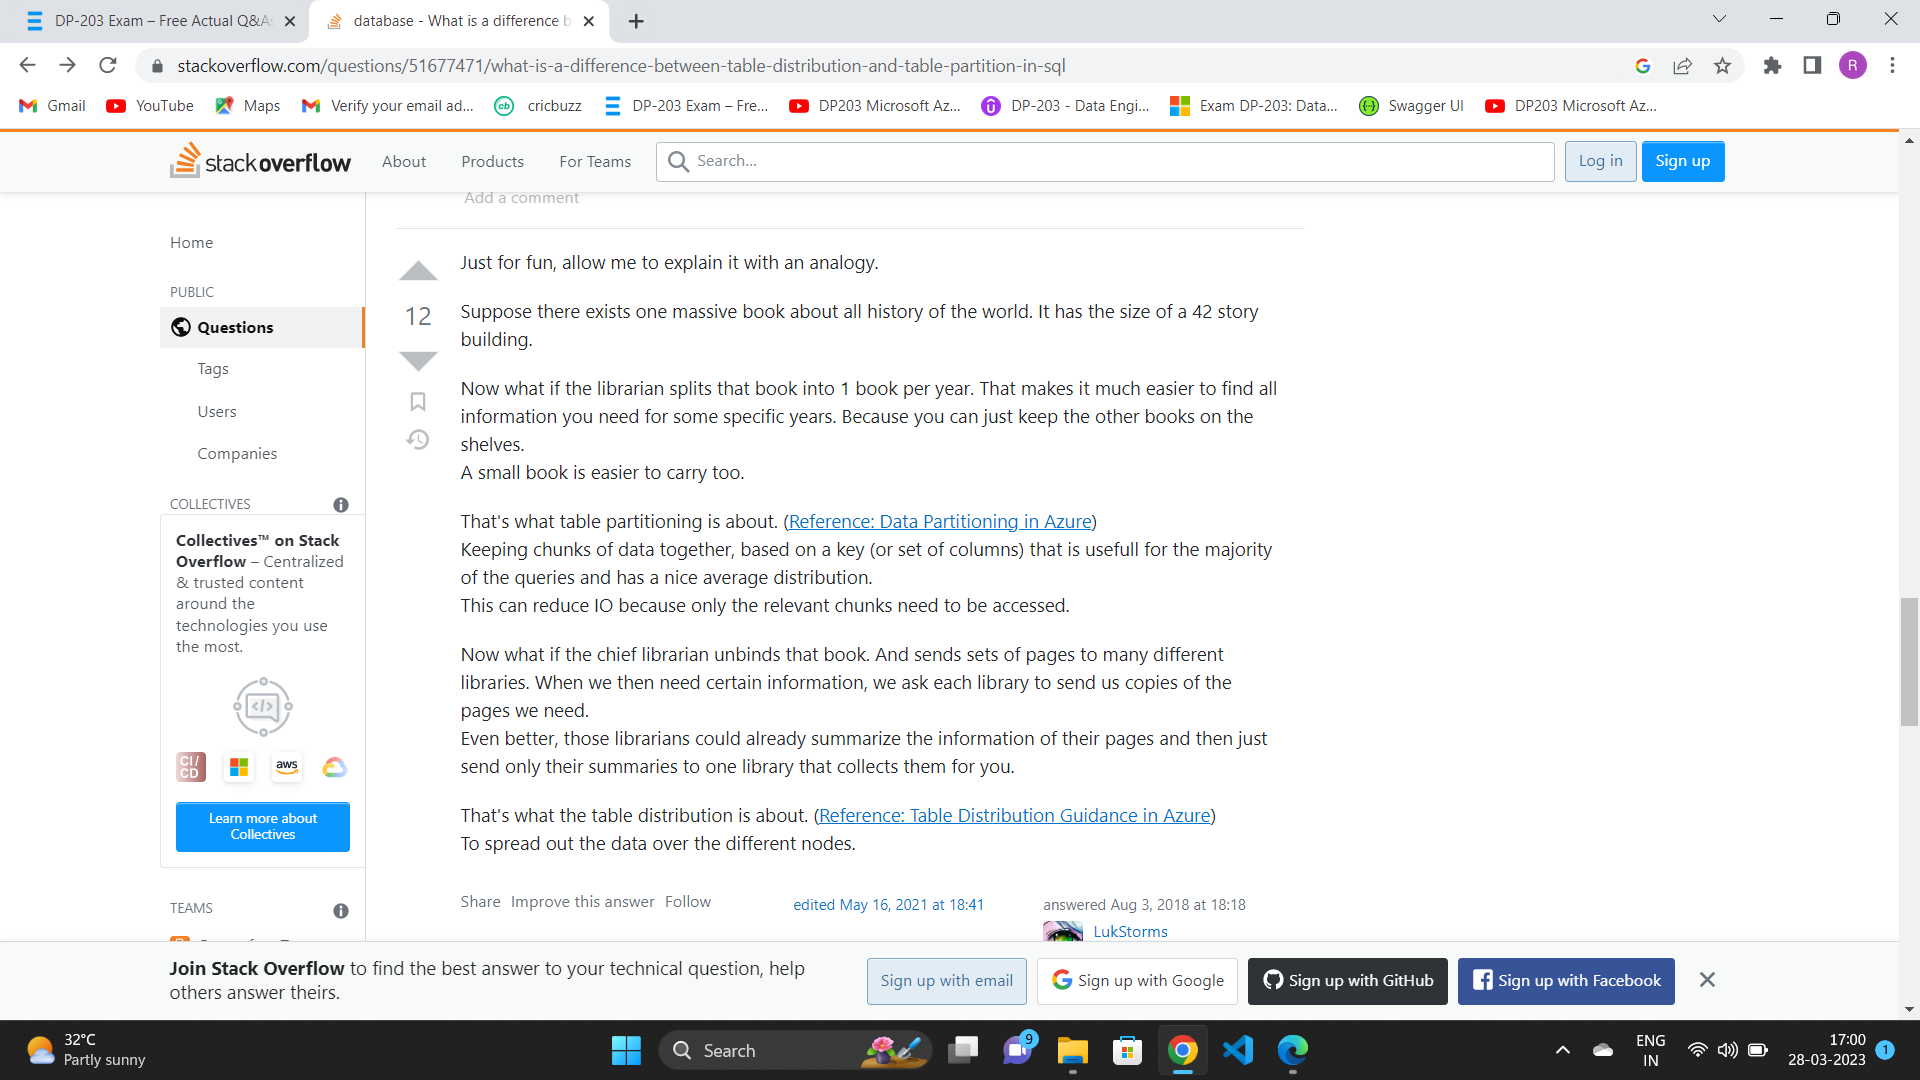 DP-203 Exam – Free Actual Q&As
database - What is a difference b
stackoverflow.com/questions/51677471/what-is-a-difference-between-table-distribution-and-table-partition-in-sql
R
Gmail
YouTube
Maps
Verify your email ad...
cb
cricbuzz
DP-203 Exam – Fre...
DP203 Microsoft Az...
DP-203 - Data Engi...
Exam DP-203: Data...
Swagger UI
DP203 Microsoft Az...
stack overflow
About
Products
For Teams
Search...
Log in
Sign up
Add a comment
Home
PUBLIC
Questions
Tags
Users
Companies
COLLECTIVES
Collectives™ on Stack
Overflow – Centralized
& trusted content
around the
technologies you use
the most.
</>
CI/
CD
aws
Learn more about
Collectives
TEAMS
Just for fun, allow me to explain it with an analogy.
12
Suppose there exists one massive book about all history of the world. It has the size of a 42 story
building.
Now what if the librarian splits that book into 1 book per year. That makes it much easier to find all
information you need for some specific years. Because you can just keep the other books on the
shelves.
A small book is easier to carry too.
That's what table partitioning is about. (Reference: Data Partitioning in Azure)
Keeping chunks of data together, based on a key (or set of columns) that is usefull for the majority
of the queries and has a nice average distribution.
This can reduce IO because only the relevant chunks need to be accessed.
Now what if the chief librarian unbinds that book. And sends sets of pages to many different
libraries. When we then need certain information, we ask each library to send us copies of the
pages we need.
Even better, those librarians could already summarize the information of their pages and then just
send only their summaries to one library that collects them for you.
That's what the table distribution is about. (Reference: Table Distribution Guidance in Azure)
To spread out the data over the different nodes.
Share Improve this answer Follow
edited May 16, 2021 at 18:41
answered Aug 3, 2018 at 18:18
LukStorms
Join Stack Overflow to find the best answer to your technical question, help
others answer theirs.
Sign up with email
Sign up with Google
Sign up with GitHub
Sign up with Facebook
32°C
Partly sunny
Search
9
ENG
IN
17:00
28-03-2023
1